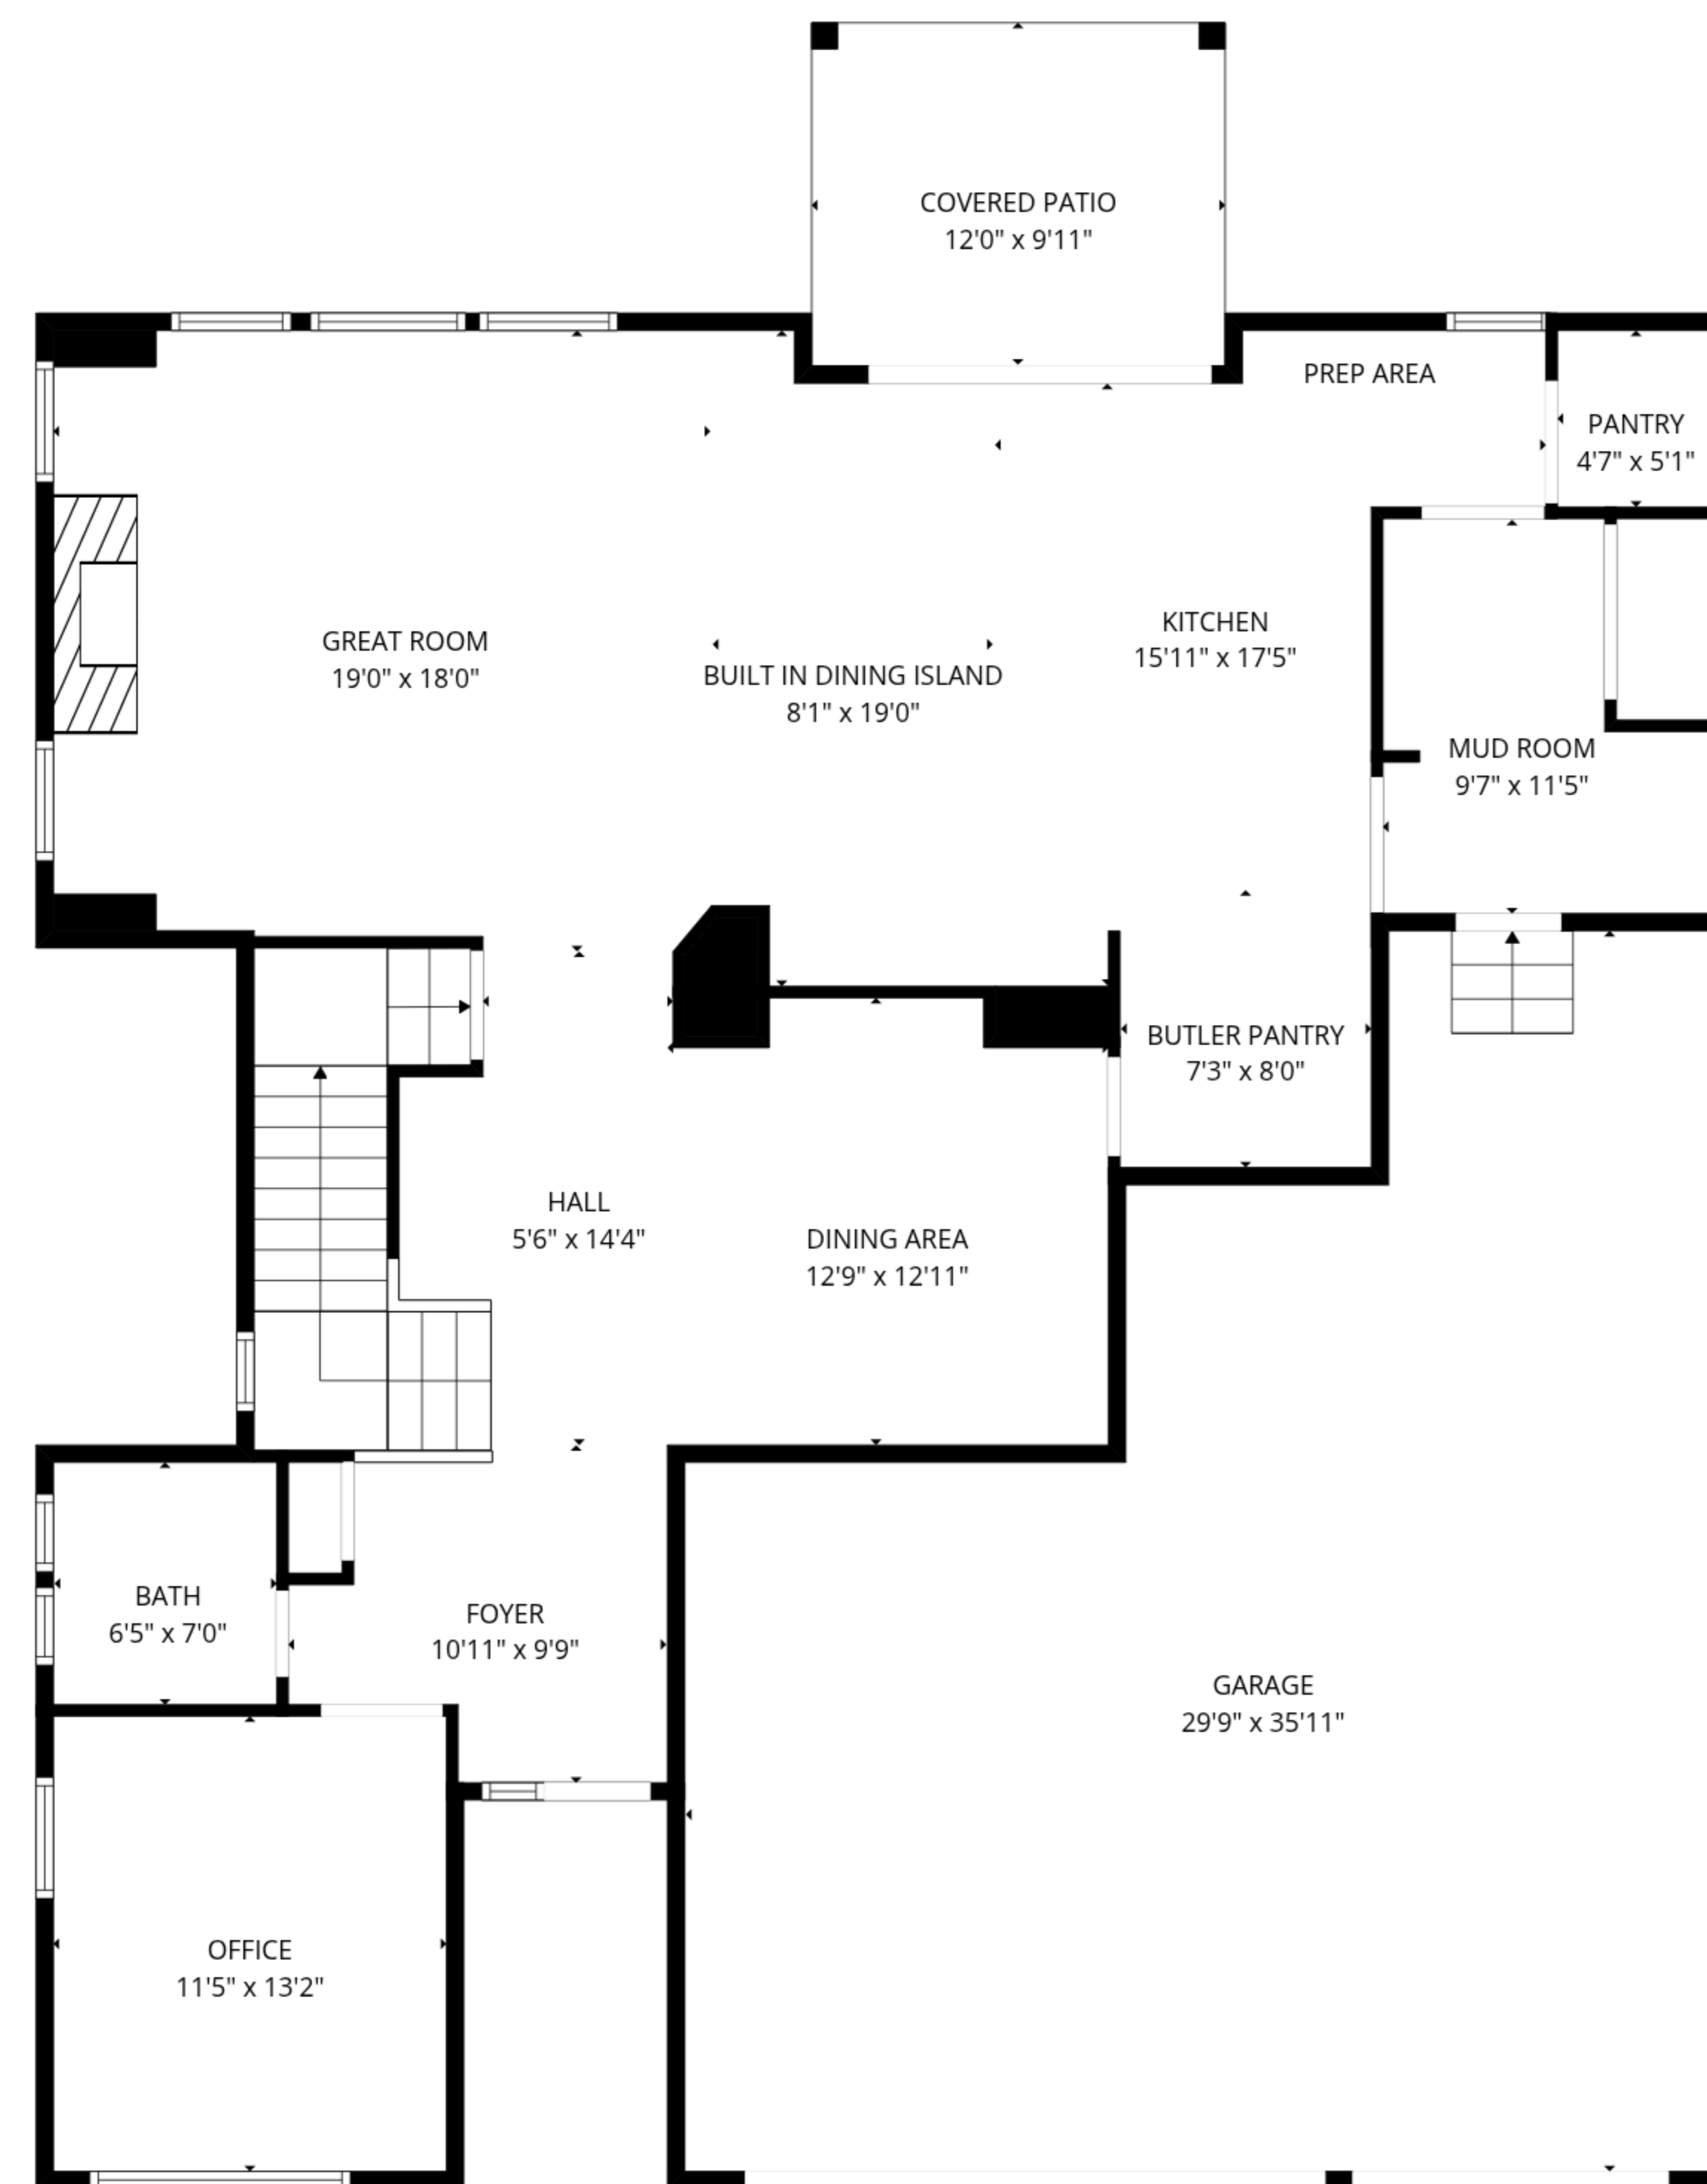 COVERED PATIO
12'0" x 9'11"
PREP AREA
PANTRY
4'7" x 5'1"
GREAT ROOM
19'0" x 18'0"
BUILT IN DINING ISLAND
8'1" x 19'0"
KITCHEN
15'11" x 17'5"
MUD ROOM
9'7" x 11'5"
BUTLER PANTRY
7'3" x 8'0"
HALL
5'6" x 14'4"
DINING AREA
12'9" x 12'11"
BATH
6'5" x 7'0"
FOYER
10'11" x 9'9"
GARAGE
29'9" x 35'11"
OFFICE
11'5" x 13'2"